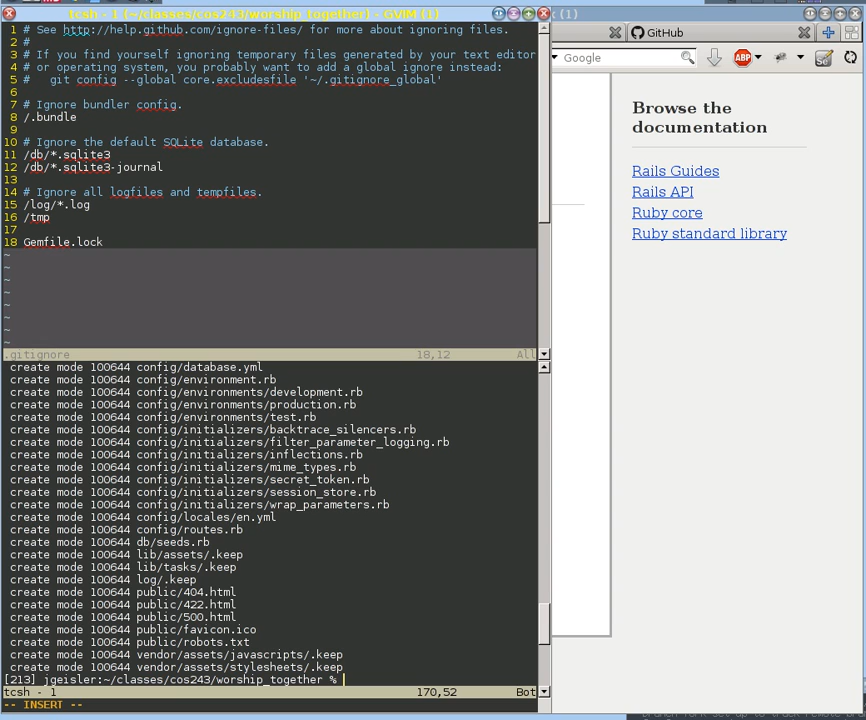 tcsh - 1 (~/classes/cos243/worship_together) - GVIM (1)
1 # See http://help.github.com/ignore-files/ for more about ignoring files.
2 #
3 # If you find yourself ignoring temporary files generated by your text editor
4 # or operating system, you probably want to add a global ignore instead:
5 #   git config --global core.excludesfile '~/.gitignore_global'
6
7 # Ignore bundler config.
8 /.bundle
9
10 # Ignore the default SQLite database.
11 /db/*.sqlite3
12 /db/*.sqlite3-journal
13
14 # Ignore all logfiles and tempfiles.
15 /log/*.log
16 /tmp
17
18 Gemfile.lock
~
~
~
~
~
~
~
~
.gitignore 18,12 All
create mode 100644 config/database.yml
create mode 100644 config/environment.rb
create mode 100644 config/environments/development.rb
create mode 100644 config/environments/production.rb
create mode 100644 config/environments/test.rb
create mode 100644 config/initializers/backtrace_silencers.rb
create mode 100644 config/initializers/filter_parameter_logging.rb
create mode 100644 config/initializers/inflections.rb
create mode 100644 config/initializers/mime_types.rb
create mode 100644 config/initializers/secret_token.rb
create mode 100644 config/initializers/session_store.rb
create mode 100644 config/initializers/wrap_parameters.rb
create mode 100644 config/locales/en.yml
create mode 100644 config/routes.rb
create mode 100644 db/seeds.rb
create mode 100644 lib/assets/.keep
create mode 100644 lib/tasks/.keep
create mode 100644 log/.keep
create mode 100644 public/404.html
create mode 100644 public/422.html
create mode 100644 public/500.html
create mode 100644 public/favicon.ico
create mode 100644 public/robots.txt
create mode 100644 vendor/assets/javascripts/.keep
create mode 100644 vendor/assets/stylesheets/.keep
[213] jgeisler:~/classes/cos243/worship_together %
tcsh - 1 170,52 Bot
-- INSERT --
(1)
GitHub
Google
ABP
Browse the
documentation
Rails Guides
Rails API
Ruby core
Ruby standard library